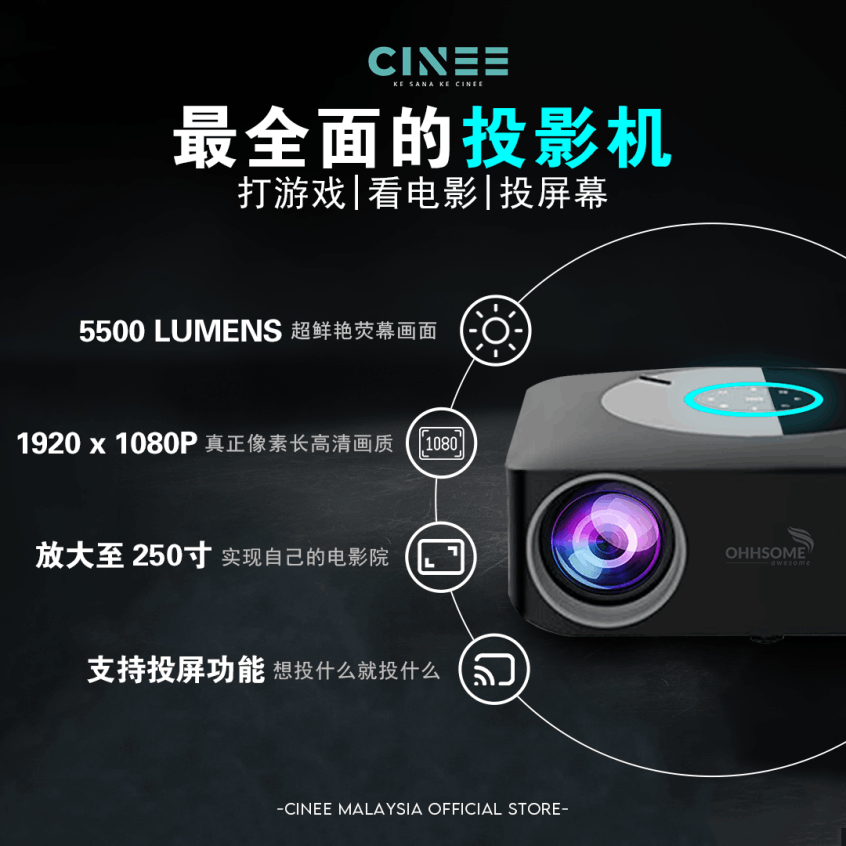 CINEE
KE SANA KE CINEE
最全面的投影机
打游戏|看电影|投屏幕
5500 LUMENS 超鲜艳荧幕画面
1920 x 1080P 真正像素长高清画质
1080
放大至 250寸 实现自己的电影院
支持投屏功能 想投什么就投什么
OHHSOME
awesome
-CINEE MALAYSIA OFFICIAL STORE-